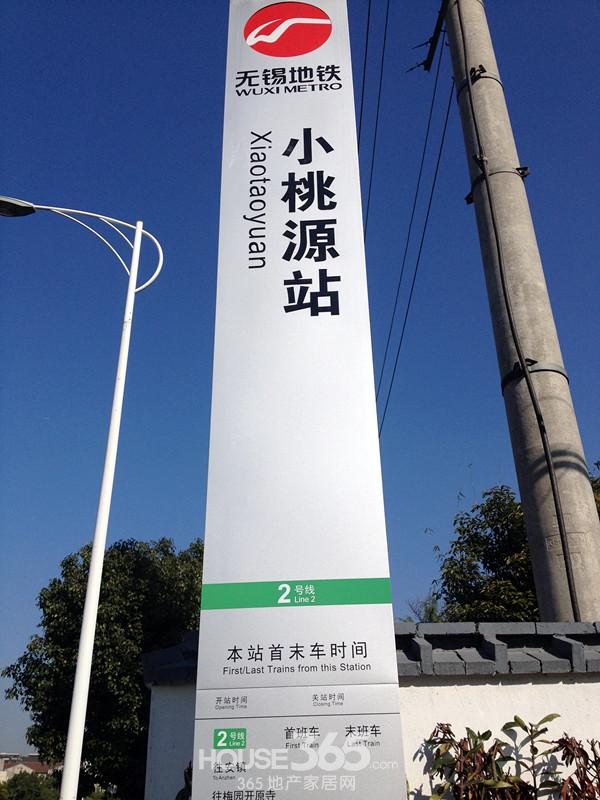 无锡地铁
WUXI METRO
小桃源站
Xiaotaoyuan
2 号线
Line 2
本站首末车时间
First/Last Trains from this Station
开站时间 关站时间
Opening Time Closing Time
2 号线 首班车 末班车
Line 2 First Train Last Train
往安镇
To Anzhen
往梅园开原寺
HOUSE365.com
365地产家居网